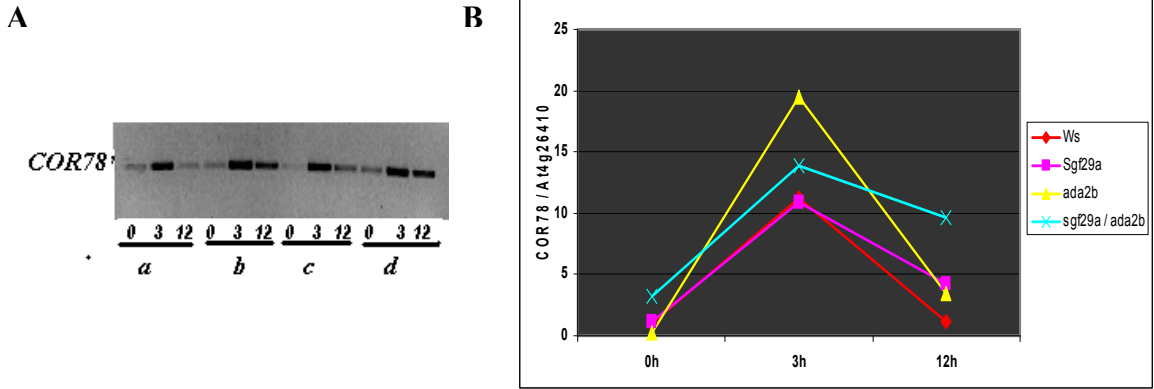 A
COR78
0 3 12 0 3 12 0 3 12 0 3 12
a b c d
B
COR78 / At4g26410
25
20
15
10
5
0
0h 3h 12h
Ws
Sgf29a
ada2b
sgf29a / ada2b